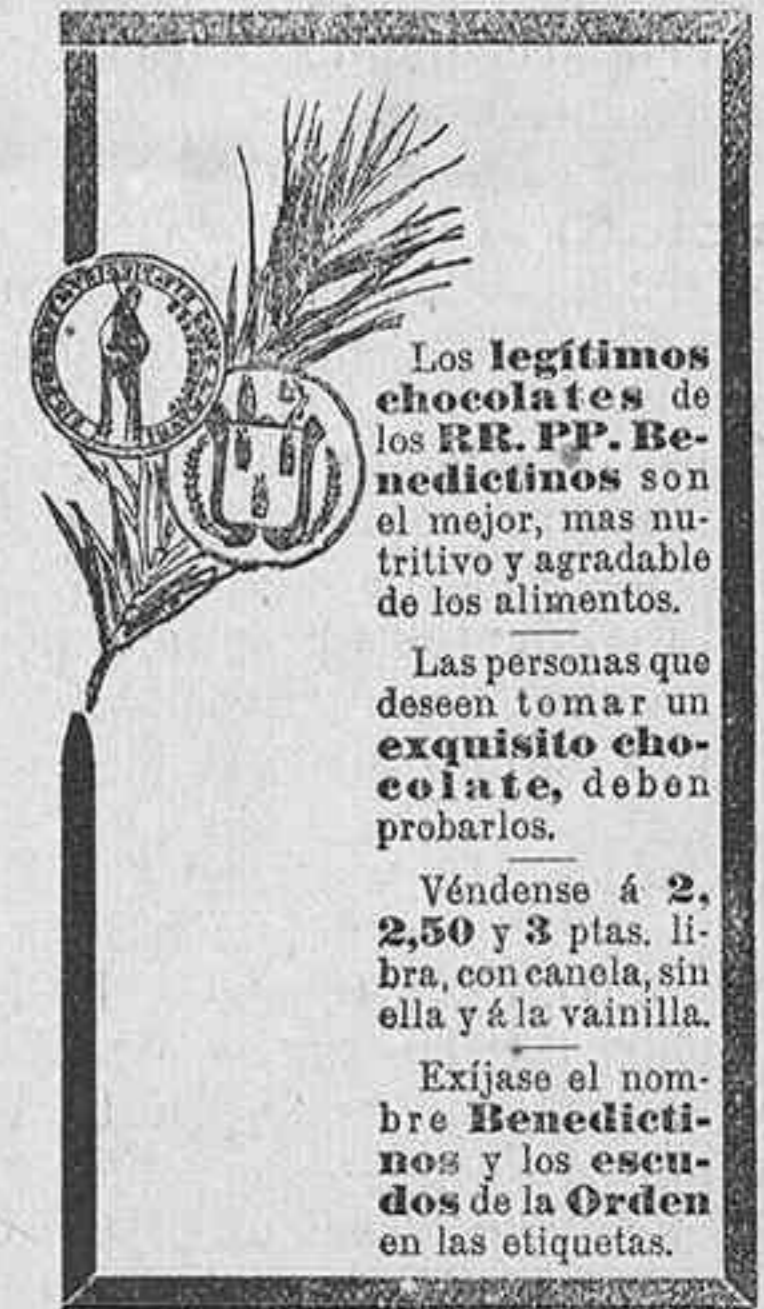 Los legítimos
chocolates de
los RR. PP. Be-
nedictinos son
el mejor, mas nu-
tritivo y agradable
de los alimentos.
Las personas que
deseen tomar un
exquisito cho-
colate, deben
probarlos.
Véndense á 2,
2,50 y 3 ptas. li-
bra, con canela, sin
ella y á la vainilla.
Exíjase el nom-
bre Benedicti-
nos y los escu-
dos de la Orden
en las etiquetas.